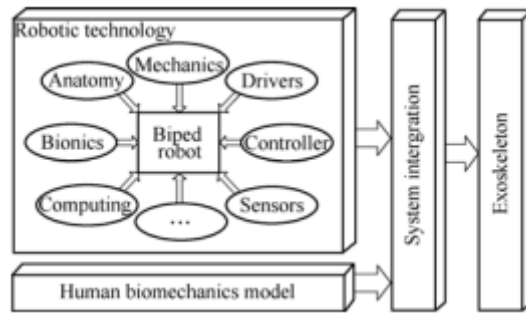 Robotic technology
Mechanics
Anatomy
Drivers
Bionics
Biped
robot
Controller
Computing
...
Sensors
Human biomechanics model
System intergration
Exoskeleton